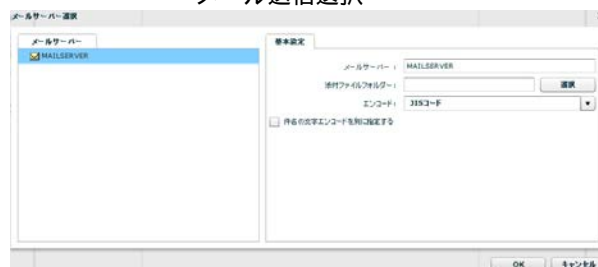 メール送信選択
メールサーバー選択
メールサーバー
MAILSERVER
基本設定
メールサーバー： MAILSERVER
添付ファイルフォルダー： 選択
エンコード： JISコード
件名の文字エンコードを別に指定する
OK キャンセル